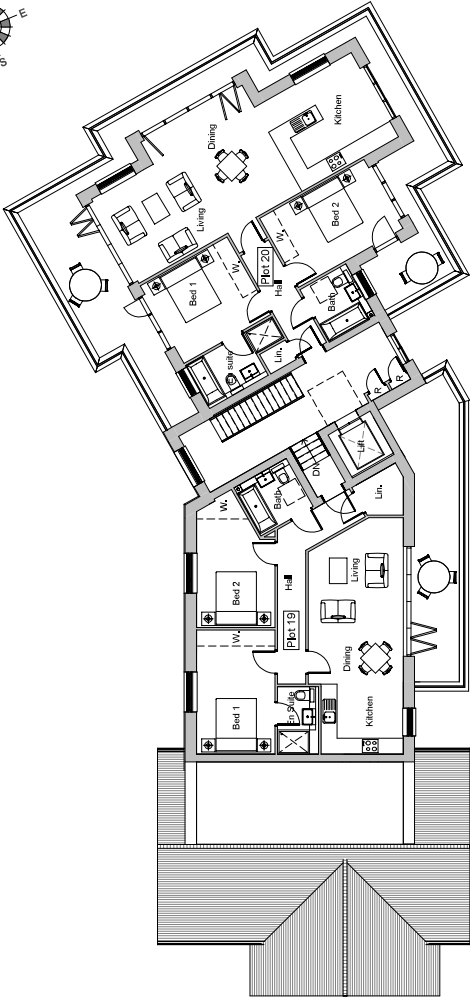 E
S
Kitchen
Dining
Living
Bed 2
W.
Plot 20
Hall
Bed 1
W.
Bath
En suite
Lin.
R
R
Lift
DN
Lin.
Bath
W.
Bed 2
Hall
Living
Plot 19
W.
Dining
Bed 1
En Suite
Kitchen